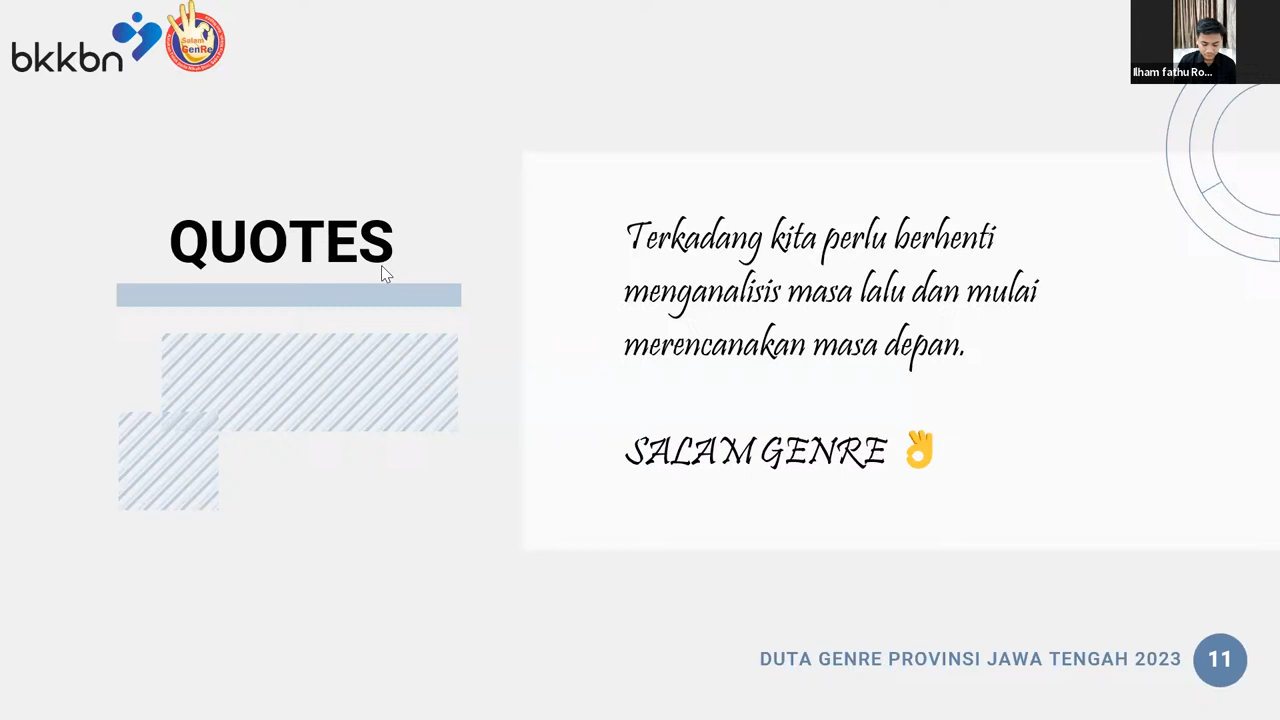 bkkbn
Salam
GenRe
Ilham fathu Ro...
QUOTES
Terkadang kita perlu berhenti
menganalisis masa lalu dan mulai
merencanakan masa depan.
SALAM GENRE 👌
DUTA GENRE PROVINSI JAWA TENGAH 2023
11